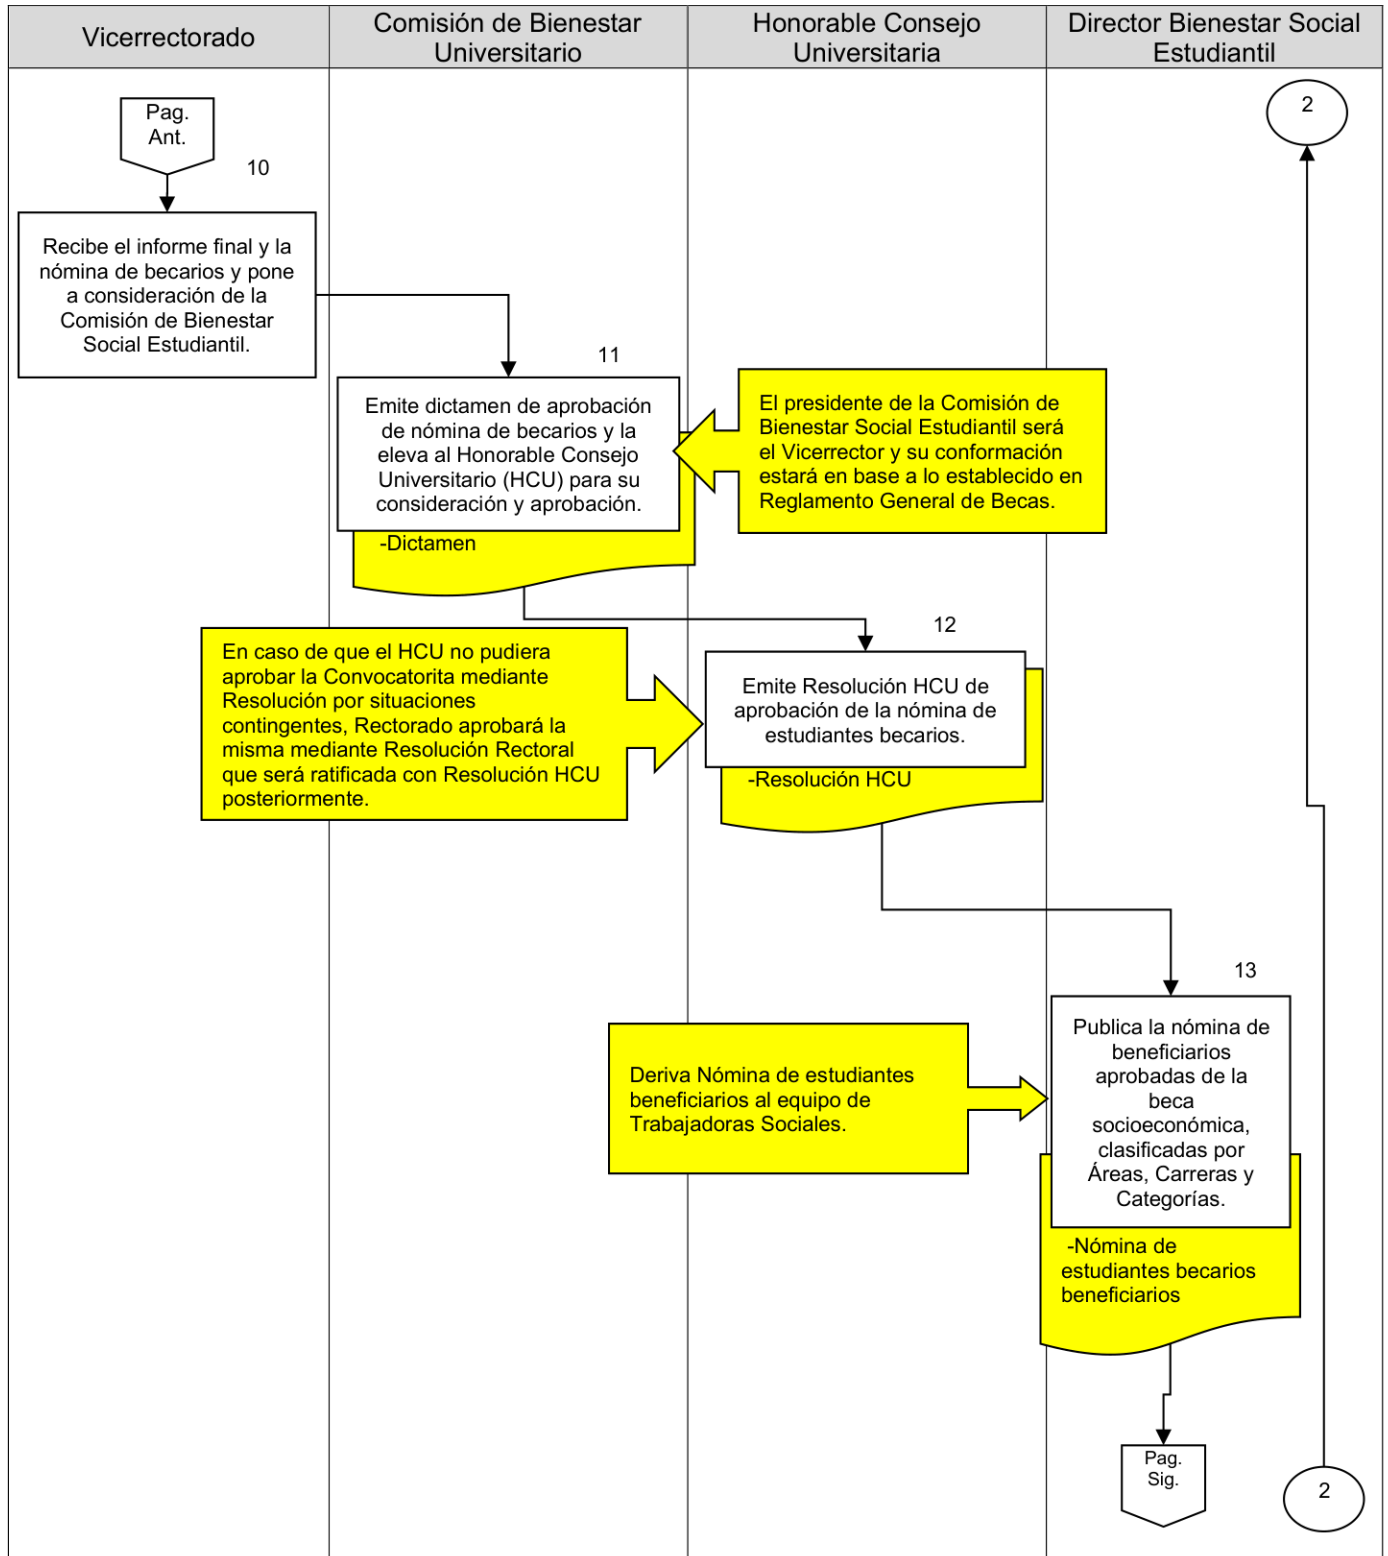 Vicerrectorado
Comisión de Bienestar
Universitario
Honorable Consejo
Universitaria
Director Bienestar Social
Estudiantil
Pag.
Ant.
2
10
Recibe el informe final y la
nómina de becarios y pone
a consideración de la
Comisión de Bienestar
Social Estudiantil.
11
Emite dictamen de aprobación
de nómina de becarios y la
eleva al Honorable Consejo
Universitario (HCU) para su
consideración y aprobación.
-Dictamen
El presidente de la Comisión de
Bienestar Social Estudiantil será
el Vicerrector y su conformación
estará en base a lo establecido en
Reglamento General de Becas.
12
En caso de que el HCU no pudiera
aprobar la Convocatorita mediante
Resolución por situaciones
contingentes, Rectorado aprobará la
misma mediante Resolución Rectoral
que será ratificada con Resolución HCU
posteriormente.
Emite Resolución HCU de
aprobación de la nómina de
estudiantes becarios.
-Resolución HCU
13
Deriva Nómina de estudiantes
beneficiarios al equipo de
Trabajadoras Sociales.
Publica la nómina de
beneficiarios
aprobadas de la
beca
socioeconómica,
clasificadas por
Áreas, Carreras y
Categorías.
-Nómina de
estudiantes becarios
beneficiarios
Pag.
Sig.
2